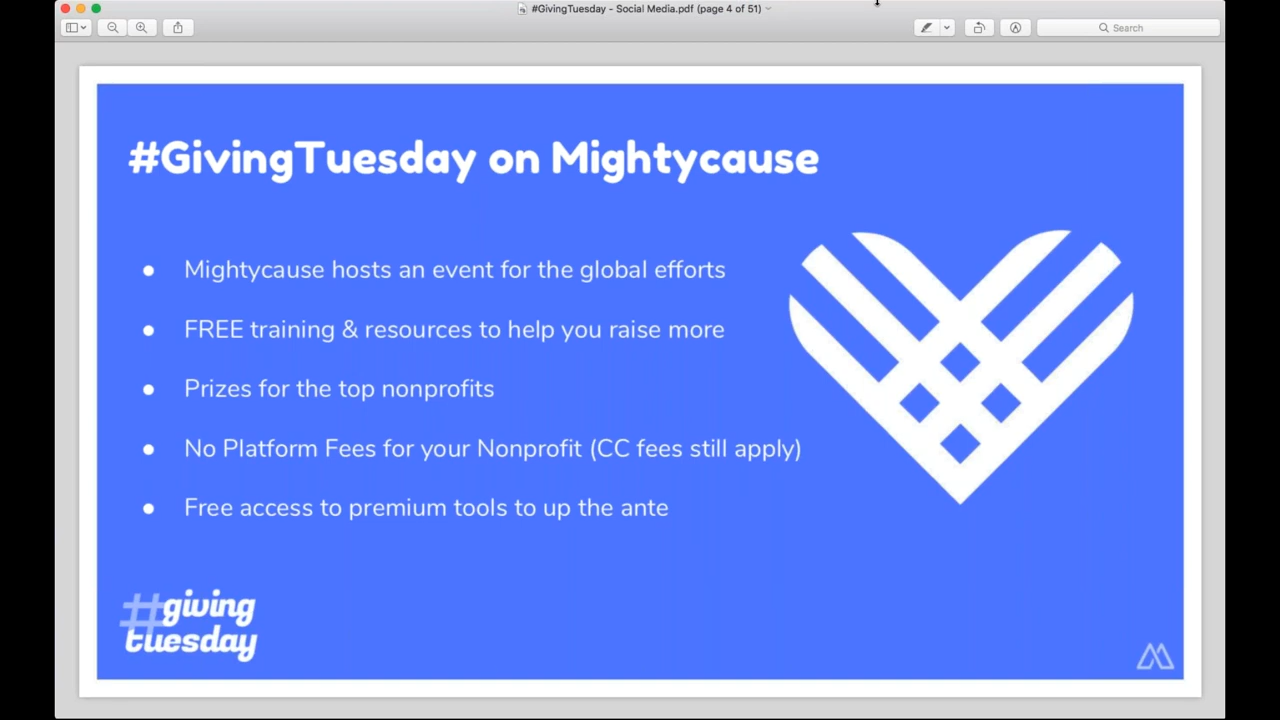 #GivingTuesday - Social Media.pdf (page 4 of 51)
Search
#GivingTuesday on Mightycause
● Mightycause hosts an event for the global efforts
● FREE training & resources to help you raise more
● Prizes for the top nonprofits
● No Platform Fees for your Nonprofit (CC fees still apply)
● Free access to premium tools to up the ante
#giving
tuesday